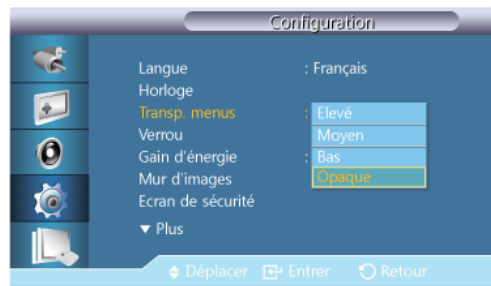 Configuration
Langue : Français
Horloge
Transp. menus : Elevé
Verrou Moyen
Gain d'énergie : Bas
Mur d'images Opaque
Ecran de sécurité
▼ Plus
Déplacer Entrer Retour